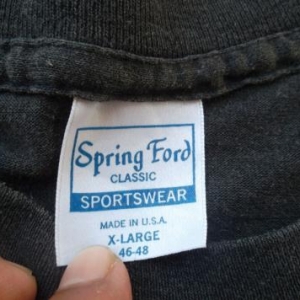 Spring Ford
CLASSIC
SPORTSWEAR
MADE IN U.S.A.
X-LARGE
46-48